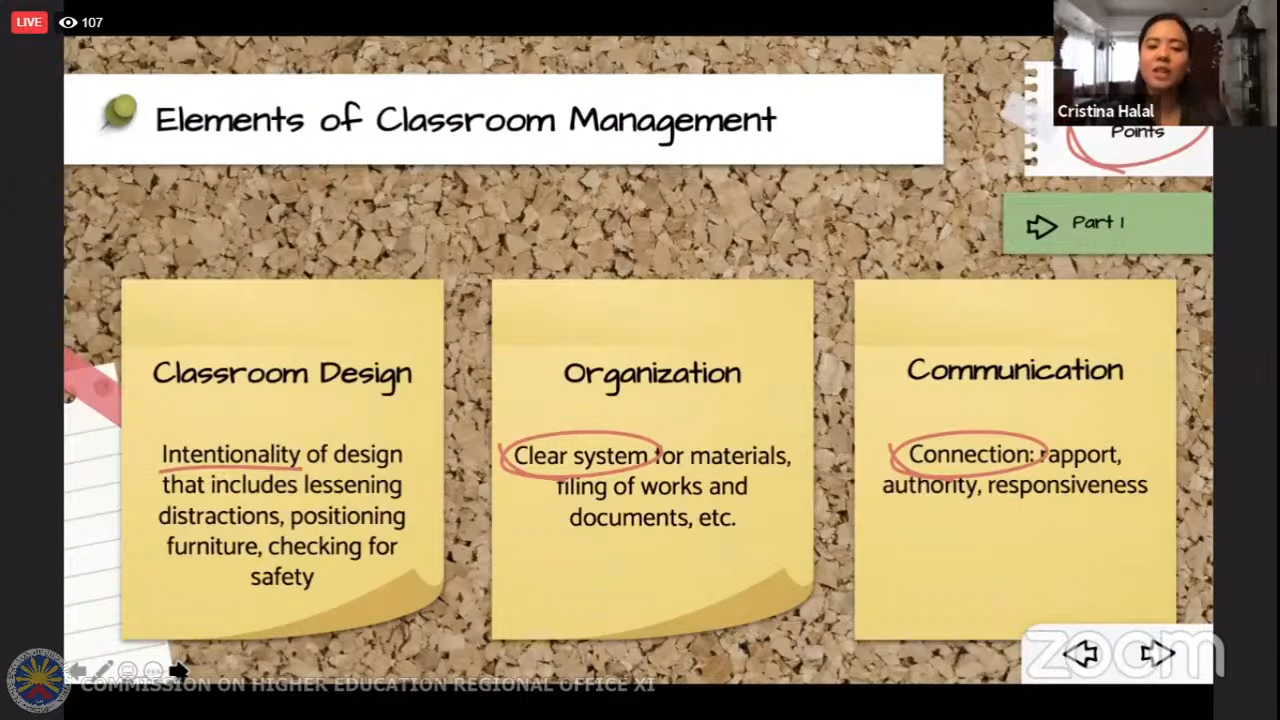 LIVE 107
Cristina Halal
Elements of Classroom Management
Points
Part 1
Classroom Design
Intentionality of design
that includes lessening
distractions, positioning
furniture, checking for
safety
Organization
Clear system for materials,
filing of works and
documents, etc.
Communication
Connection: rapport,
authority, responsiveness
zoom
COMMISSION ON HIGHER EDUCATION REGIONAL OFFICE XI